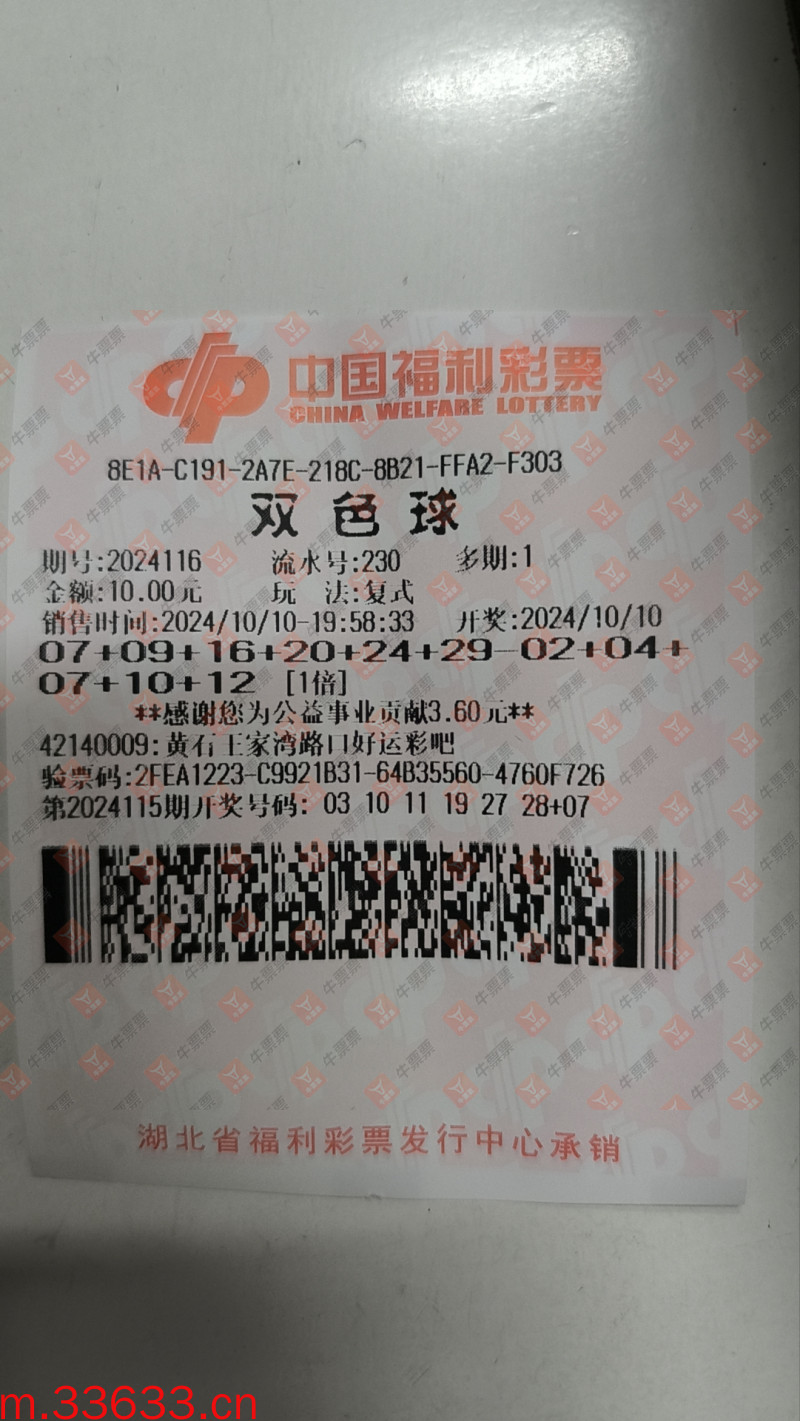 中国福利彩票
CHINA WELFARE LOTTERY
8E1A-C191-2A7E-218C-8B21-FFA2-F303
双色球
期号:2024116 流水号:230 多期:1
金额:10.00元 玩 法:复式
销售时间:2024/10/10-19:58:33 开奖:2024/10/10
07+09+16+20+24+29-02+04+
07+10+12 [1倍]
**感谢您为公益事业贡献3.60元**
42140009:黄石王家湾路口好运彩吧
验票码:2FEA1223-C9921B31-64B35560-4760F726
第2024115期开奖号码: 03 10 11 19 27 28+07
湖北省福利彩票发行中心承销
牛票票
m.33633.cn